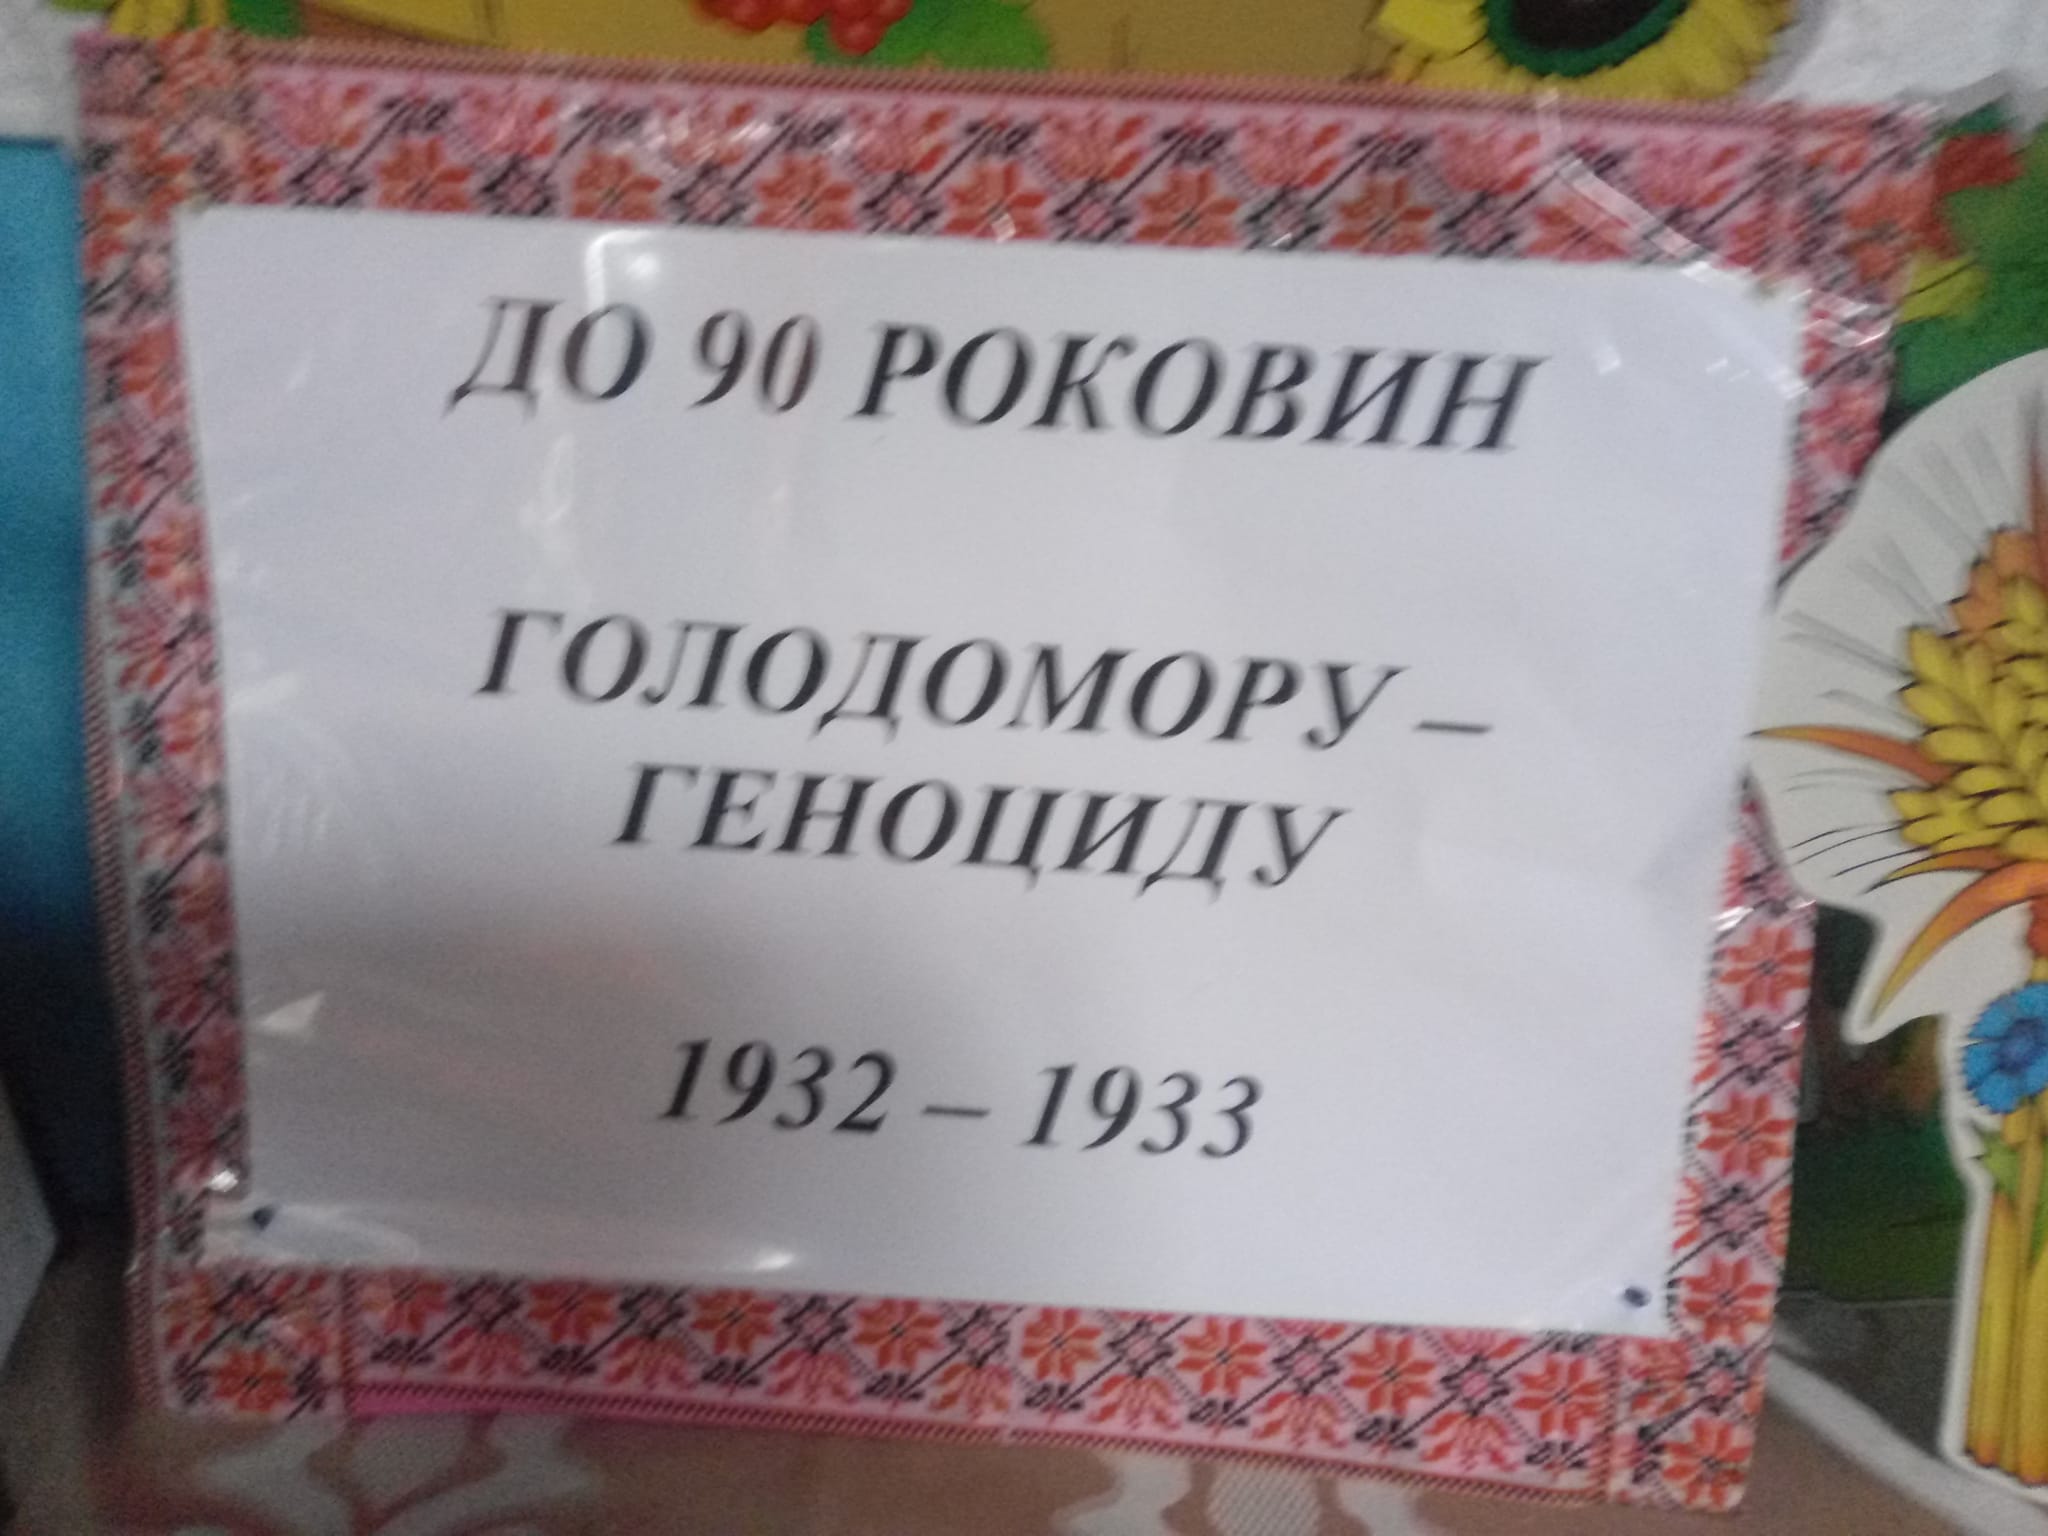 ДО 90 РОКОВИН
ГОЛОДОМОРУ –
ГЕНОЦИДУ
1932 – 1933